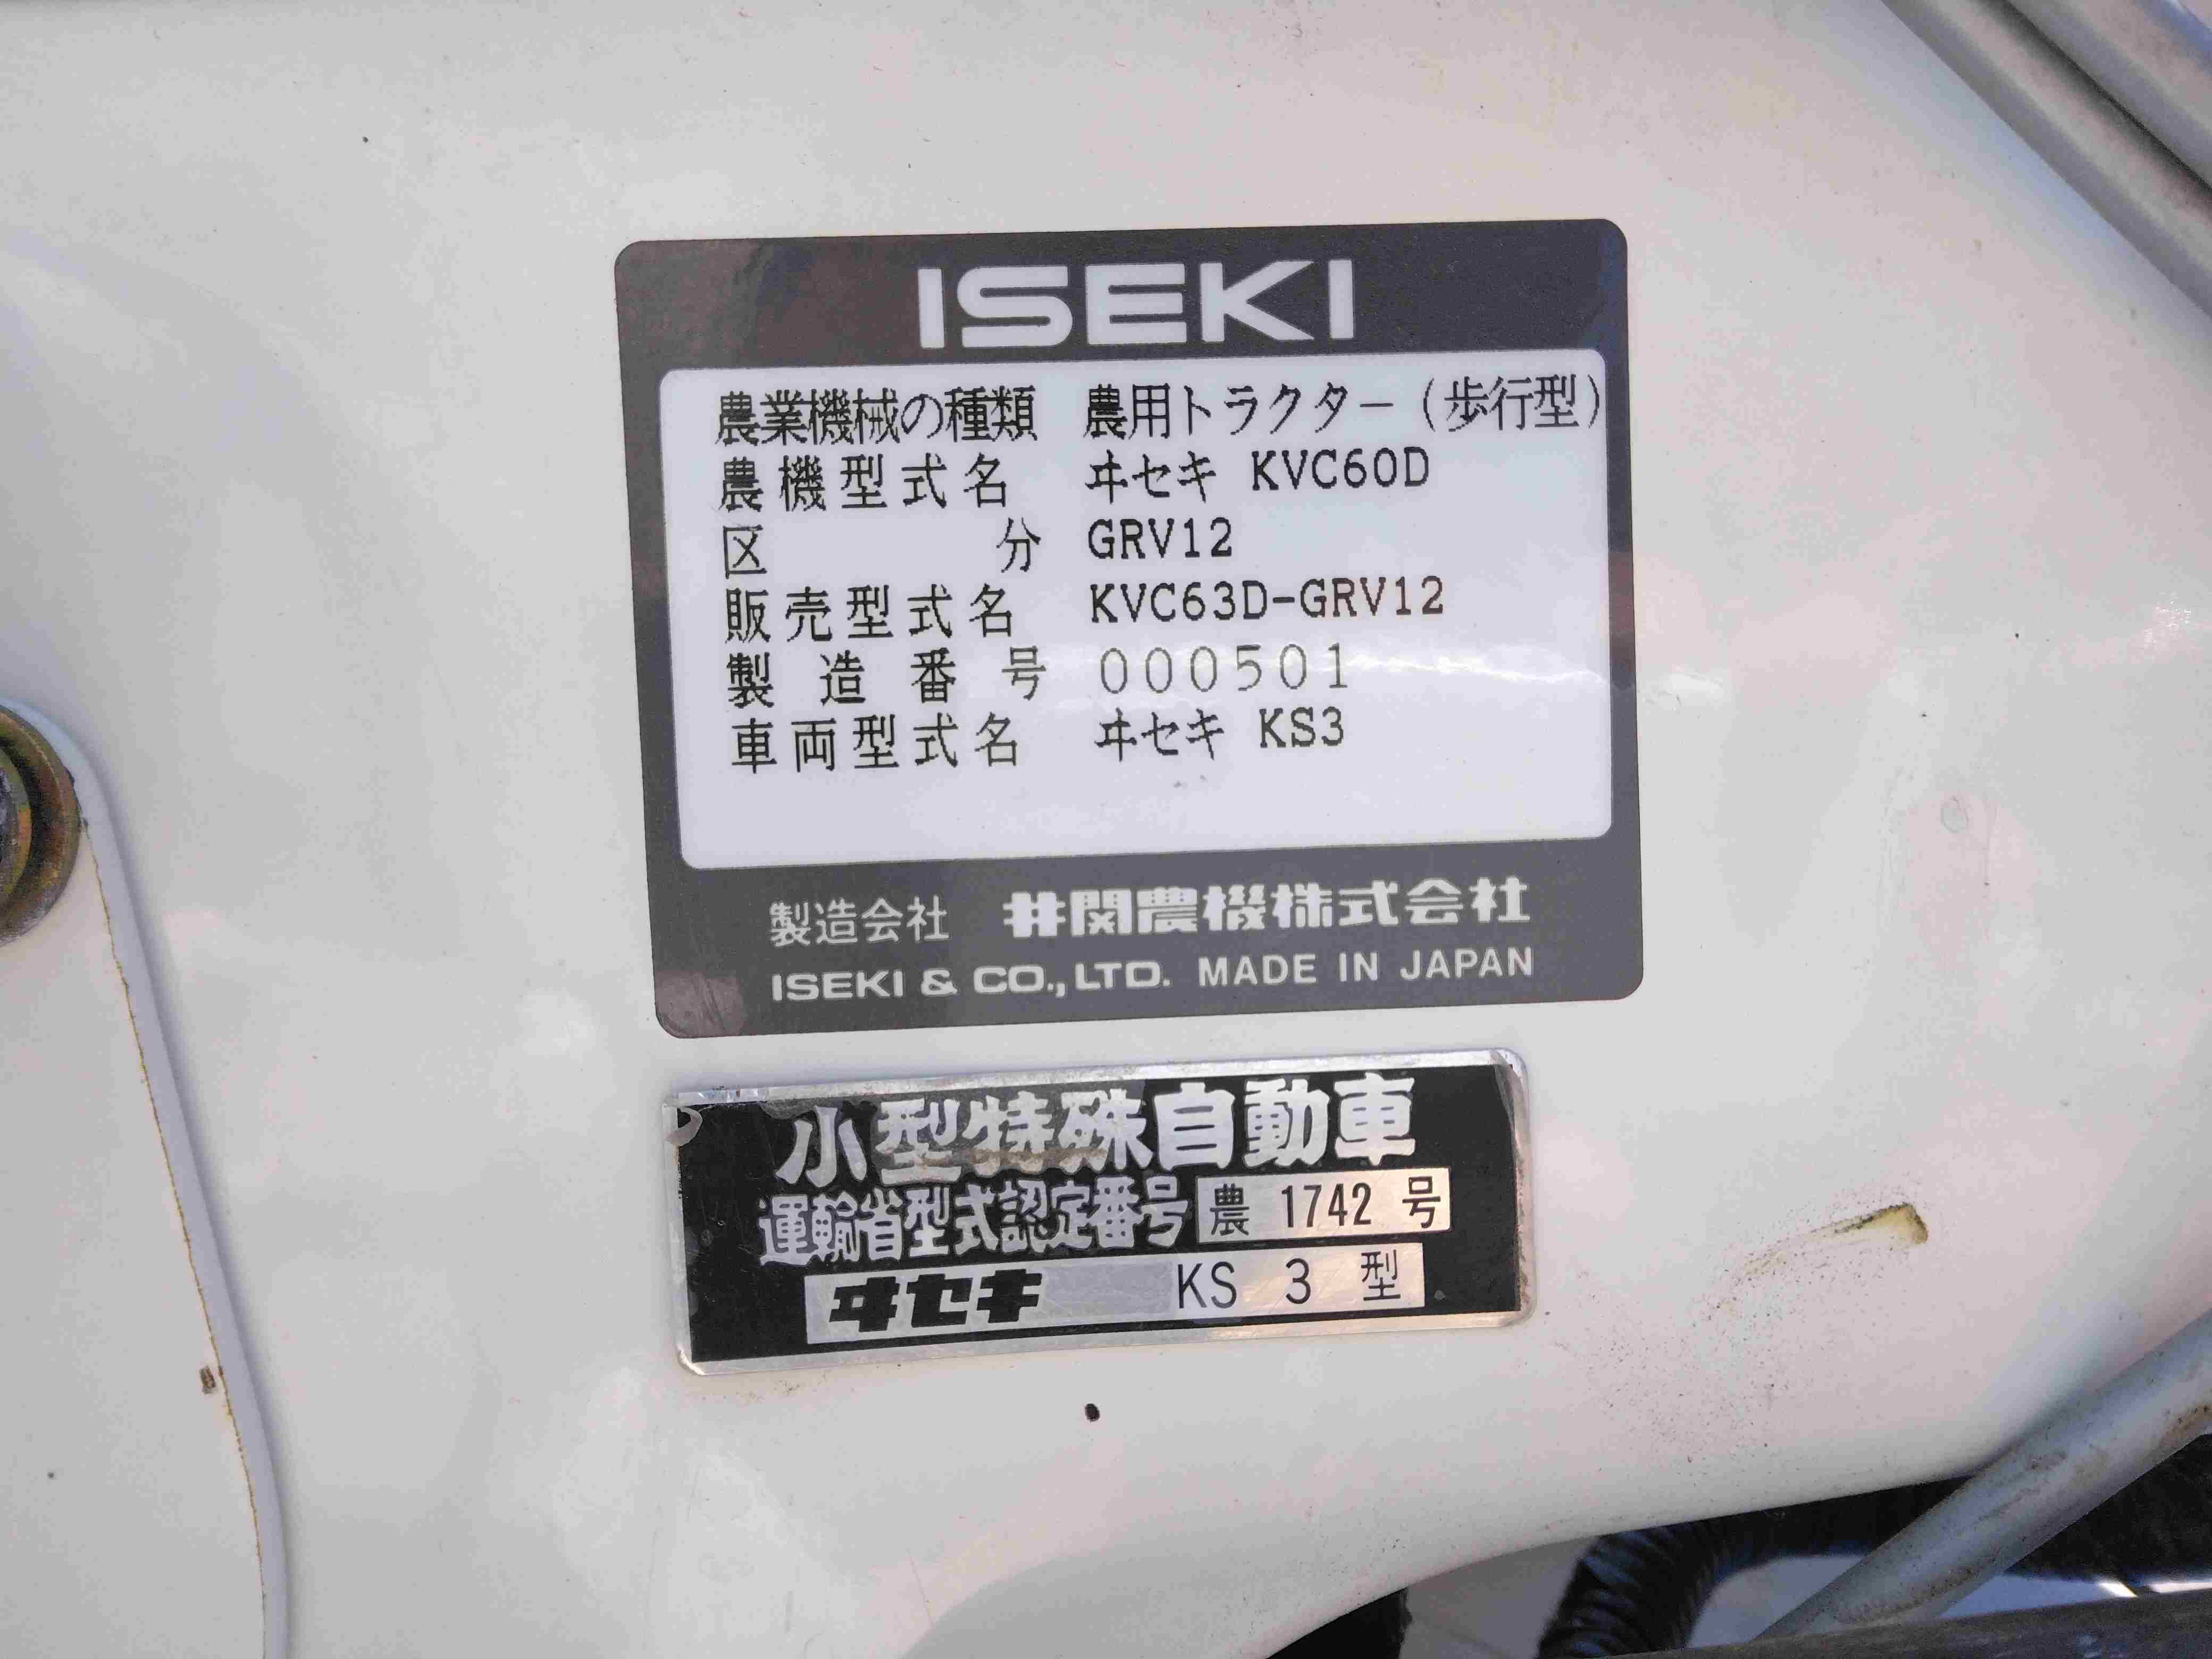 ISEKI
農業機械の種類 農用トラクター(歩行型)
農機型式名 ヰセキ KVC60D
区分 GRV12
販売型式名 KVC63D-GRV12
製造番号 000501
車両型式名 ヰセキ KS3
製造会社 井関農機株式会社
ISEKI & CO.,LTD. MADE IN JAPAN
小型特殊自動車
運輸省型式認定番号 農 1742 号
ヰセキ KS 3 型